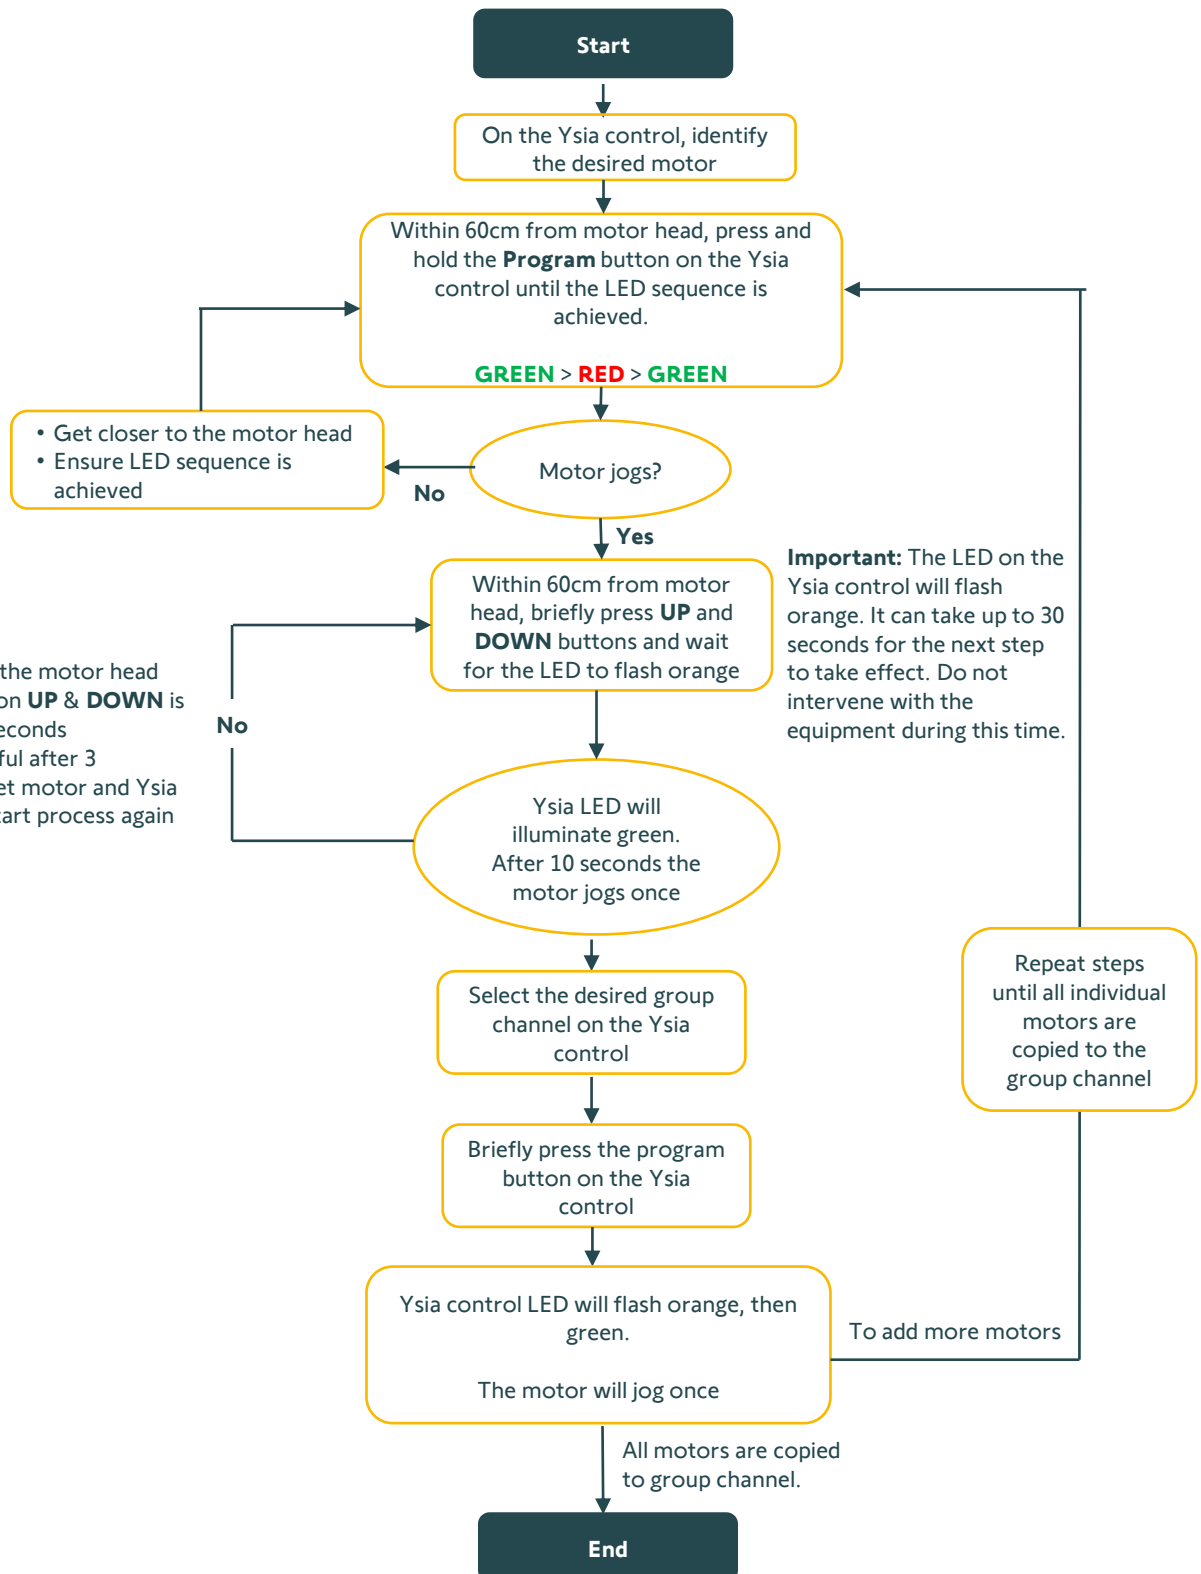 Start
On the Ysia control, identify
the desired motor
Within 60cm from motor head, press and
hold the Program button on the Ysia
control until the LED sequence is
achieved.
GREEN > RED > GREEN
• Get closer to the motor head
• Ensure LED sequence is
achieved
No
Motor jogs?
Yes
Within 60cm from motor
head, briefly press UP and
DOWN buttons and wait
for the LED to flash orange
Important: The LED on the
Ysia control will flash
orange. It can take up to 30
seconds for the next step
to take effect. Do not
intervene with the
equipment during this time.
the motor head
on UP & DOWN is
econds
ful after 3
et motor and Ysia
tart process again
No
Ysia LED will
illuminate green.
After 10 seconds the
motor jogs once
Select the desired group
channel on the Ysia
control
Repeat steps
until all individual
motors are
copied to the
group channel
Briefly press the program
button on the Ysia
control
Ysia control LED will flash orange, then
green.
The motor will jog once
To add more motors
All motors are copied
to group channel.
End